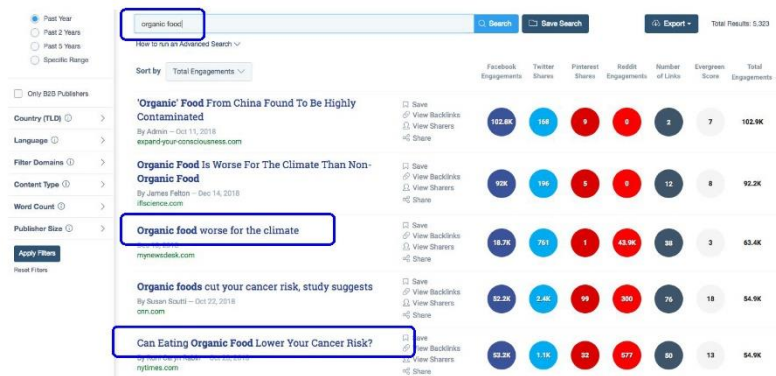 Past Year
Past 2 Years
Past 5 Years
Specific Range
Only B2B Publishers
Country (TLD)
Language
Filter Domains
Content Type
Word Count
Publisher Size
Apply Filters
Reset Filters
organic food
Search
Save Search
Export
Total Results: 9,323
How to run an Advanced Search
Sort by Total Engagements
Facebook Engagements
Twitter Shares
Pinterest Shares
Reddit Engagements
Number of Links
Evergreen Score
Total Engagements
'Organic' Food From China Found To Be Highly
Contaminated
By Admin – Oct 11, 2018
expand-your-consciousness.com
Save
View Backlinks
View Sharers
Share
102.8K 168 9 0 2 7 102.9K
Organic Food Is Worse For The Climate Than Non-
Organic Food
By James Felton – Dec 14, 2018
iflscience.com
Save
View Backlinks
View Sharers
Share
92K 196 5 0 12 8 92.2K
Organic food worse for the climate
mynewsdesk.com
Save
View Backlinks
View Sharers
Share
18.7K 751 1 43.9K 38 3 63.4K
Organic foods cut your cancer risk, study suggests
By Susan Scutti – Oct 22, 2018
cnn.com
Save
View Backlinks
View Sharers
Share
52.2K 2.4K 99 300 76 18 54.9K
Can Eating Organic Food Lower Your Cancer Risk?
nytimes.com
View Backlinks
View Sharers
Share
53.2K 1.1K 32 577 50 13 54.9K